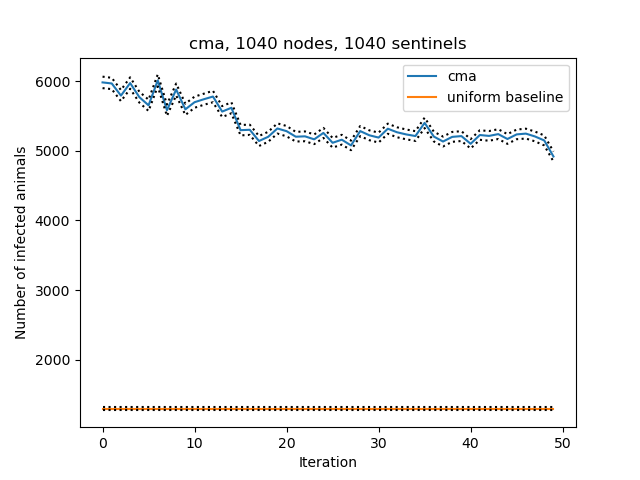 cma, 1040 nodes, 1040 sentinels
cma
uniform baseline
6000
5000
4000
3000
2000
Number of infected animals
0 10 20 30 40 50
Iteration